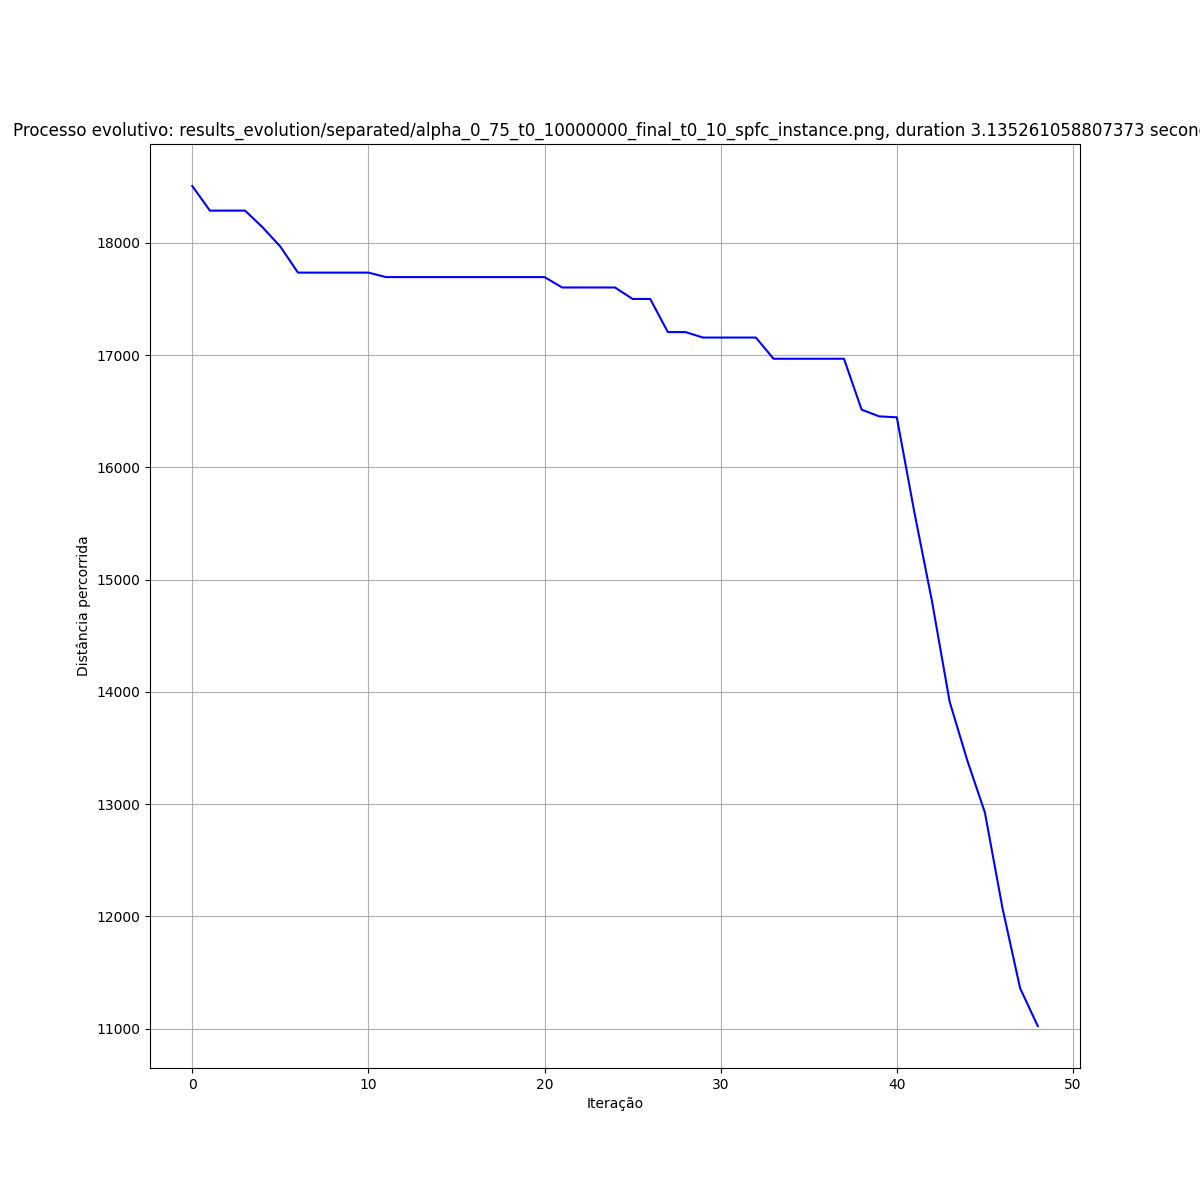 Processo evolutivo: results_evolution/separated/alpha_0_75_t0_10000000_final_t0_10_spfc_instance.png, duration 3.135261058807373 secon
18000
17000
16000
15000
14000
13000
12000
11000
Distância percorrida
0 10 20 30 40 50
Iteração